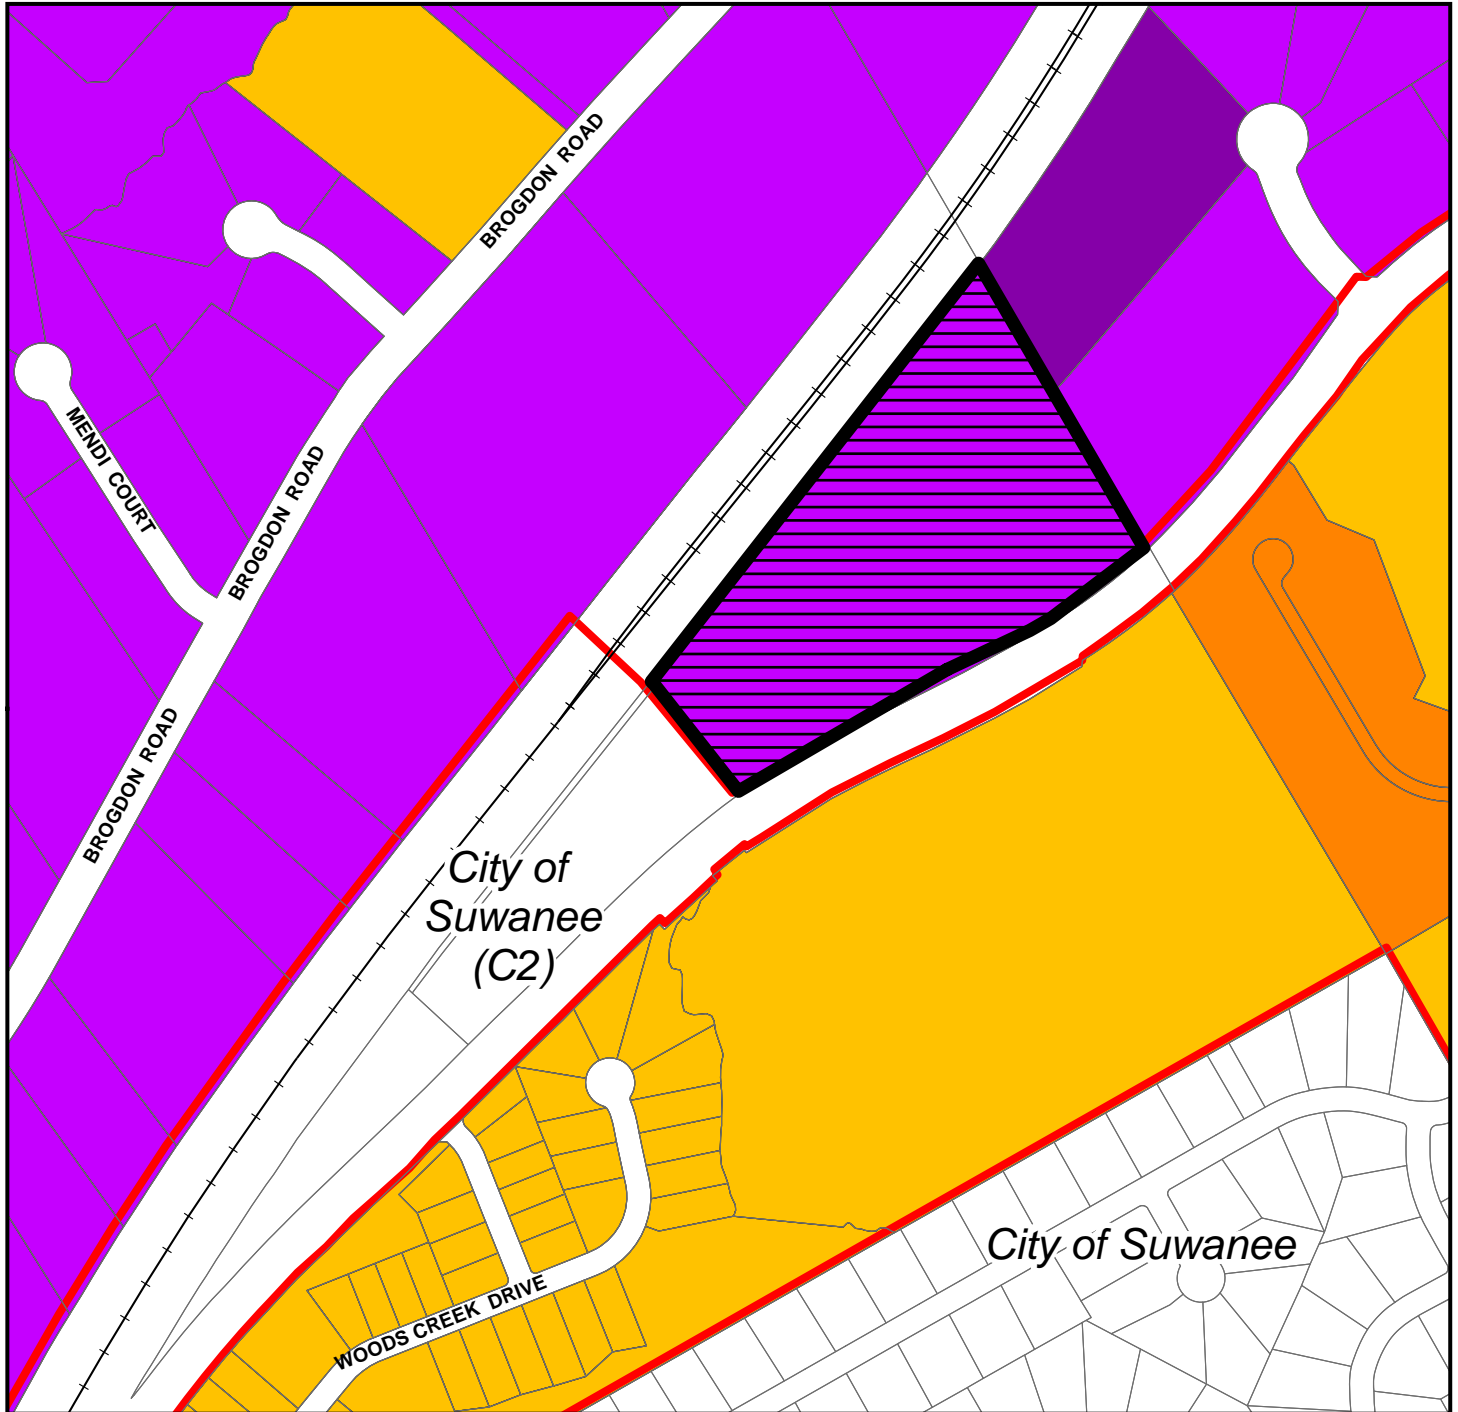 BROGDON ROAD
MENDI COURT
BROGDON ROAD
BROGDON ROAD
City of
Suwanee
(C2)
City of Suwanee
WOODS CREEK DRIVE